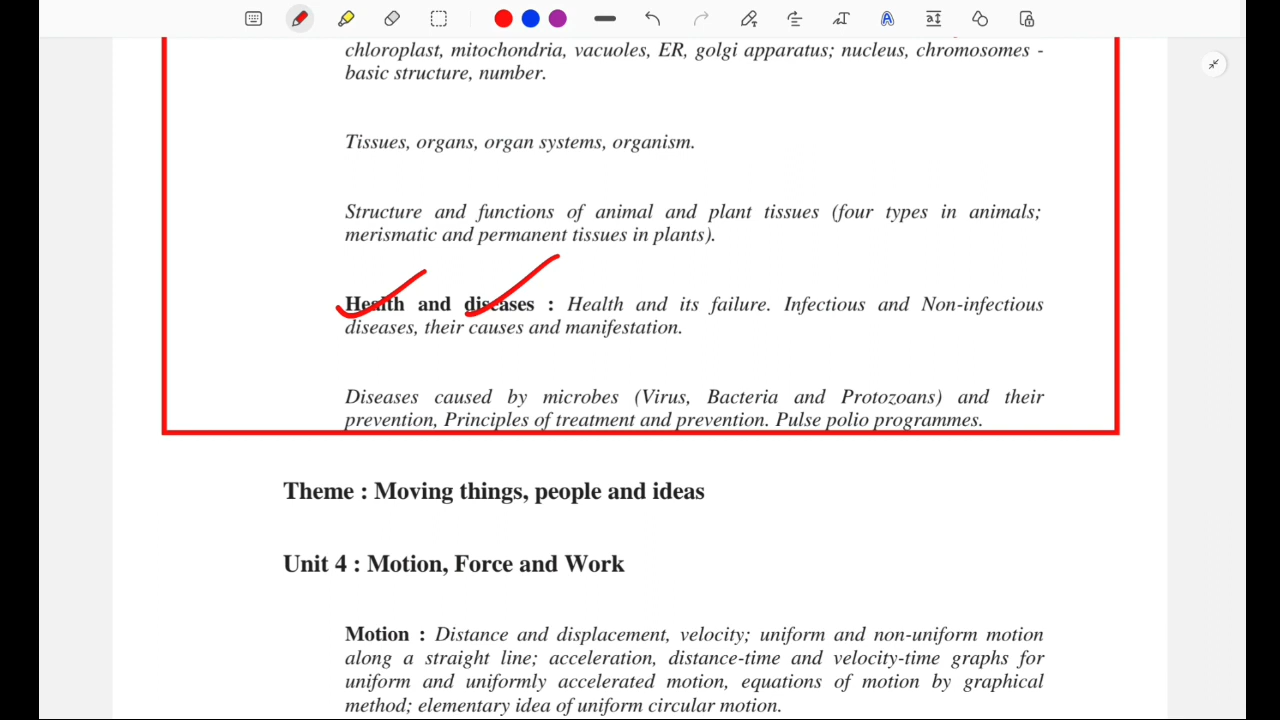 chloroplast, mitochondria, vacuoles, ER, golgi apparatus; nucleus, chromosomes -
basic structure, number.
Tissues, organs, organ systems, organism.
Structure and functions of animal and plant tissues (four types in animals;
merismatic and permanent tissues in plants).
Health and diseases : Health and its failure. Infectious and Non-infectious
diseases, their causes and manifestation.
Diseases caused by microbes (Virus, Bacteria and Protozoans) and their
prevention, Principles of treatment and prevention. Pulse polio programmes.
Theme : Moving things, people and ideas
Unit 4 : Motion, Force and Work
Motion : Distance and displacement, velocity; uniform and non-uniform motion
along a straight line; acceleration, distance-time and velocity-time graphs for
uniform and uniformly accelerated motion, equations of motion by graphical
method; elementary idea of uniform circular motion.